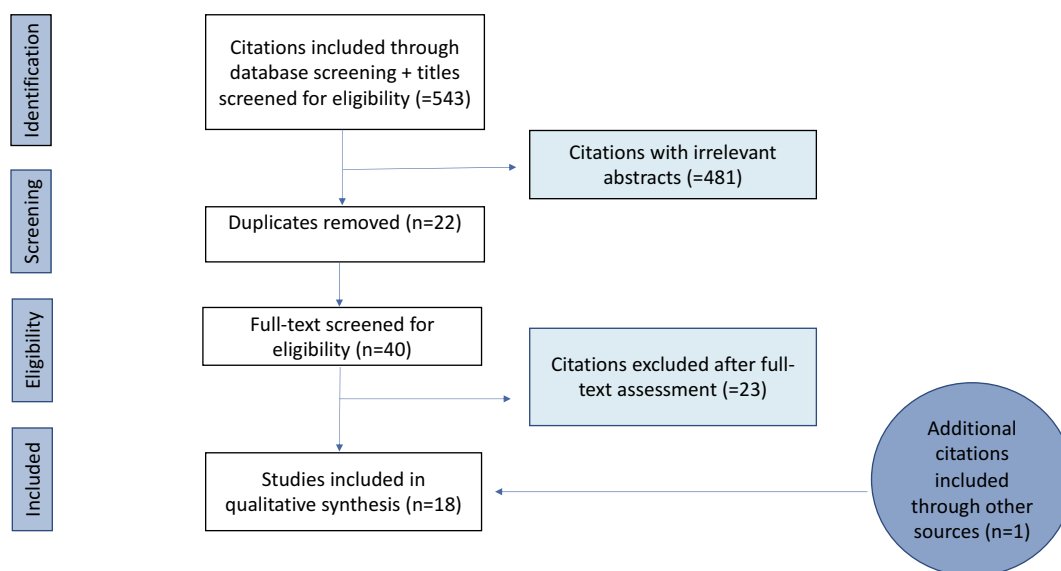 Identification
Citations included through
database screening + titles
screened for eligibility (=543)
Citations with irrelevant
abstracts (=481)
Screening
Duplicates removed (n=22)
Eligibility
Full-text screened for
eligibility (n=40)
Citations excluded after full-
text assessment (=23)
Included
Studies included in
qualitative synthesis (n=18)
Additional
citations
included
through other
sources (n=1)